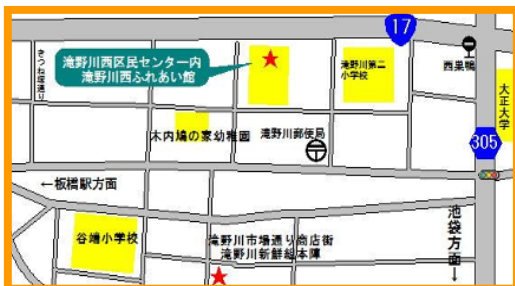 17
きつね塚通り
滝野川西区民センター内
滝野川西ふれあい館
滝野川第二
小学校
西巣鴨
大正大学
木内鳩の家幼稚園
滝野川郵便局
305
←板橋駅方面
谷端小学校
滝野川市場通り商店街
滝野川新鮮組本陣
池袋方面→